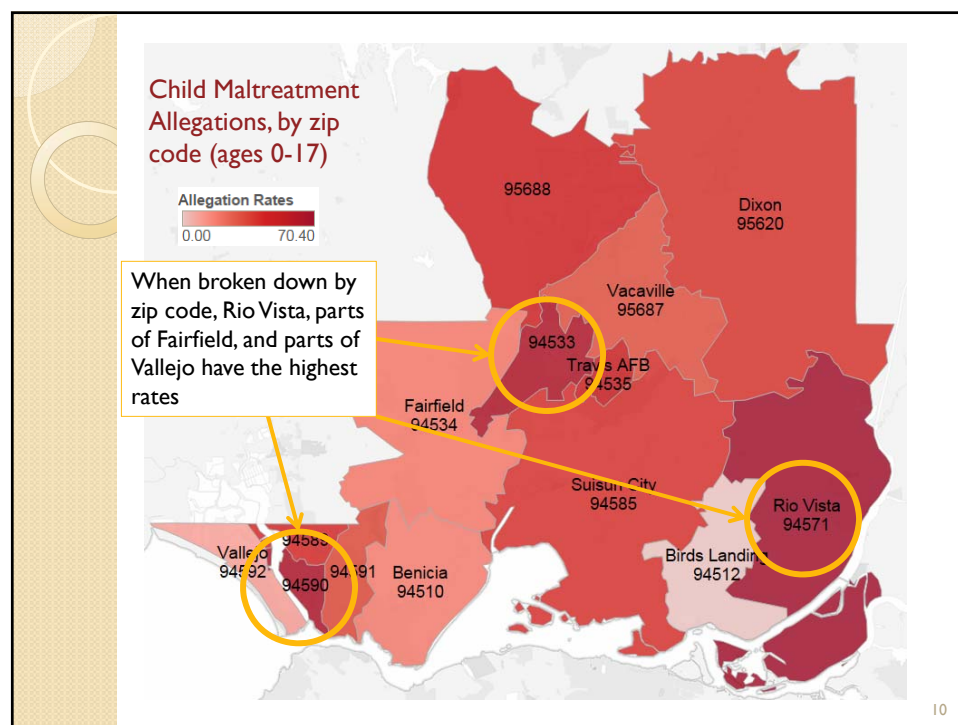 Child Maltreatment
Allegations, by zip
code (ages 0-17)
Allegation Rates
0.00 70.40
When broken down by
zip code, Rio Vista, parts
of Fairfield, and parts of
Vallejo have the highest
rates
95688
Dixon
95620
Vacaville
95687
94533
Travis AFB
94535
Fairfield
94534
Suisun City
94585
Rio Vista
94571
Birds Landing
94512
94589
Vallejo
94592
94590
94591
Benicia
94510
10